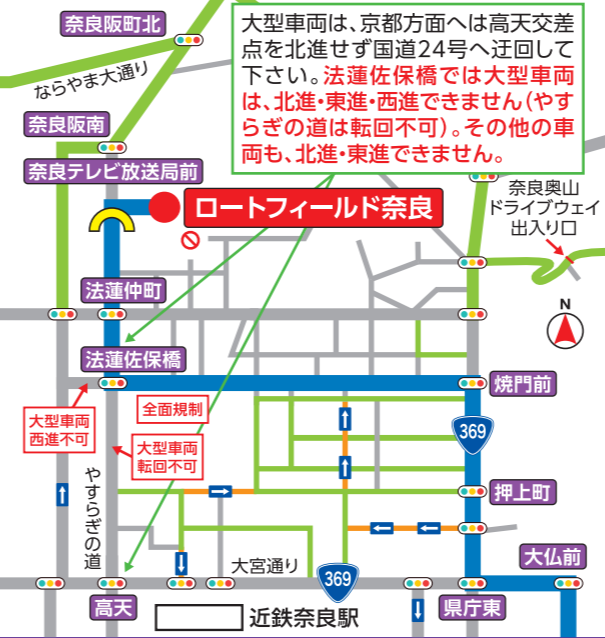 奈良阪町北
大型車両は、京都方面へは高天交差
点を北進せず国道24号へ迂回して
下さい。法蓮佐保橋では大型車両
は、北進・東進・西進できません(やす
らぎの道は転回不可)。その他の車
両も、北進・東進できません。
ならやま大通り
奈良阪南
奈良テレビ放送局前
ロートフィールド奈良
奈良奥山
ドライブウェイ
出入り口
N
法蓮仲町
法蓮佐保橋
焼門前
大型車両
西進不可
全面規制
大型車両
転回不可
369
やすらぎの道
押上町
大宮通り
大仏前
369
高天
近鉄奈良駅
県庁東